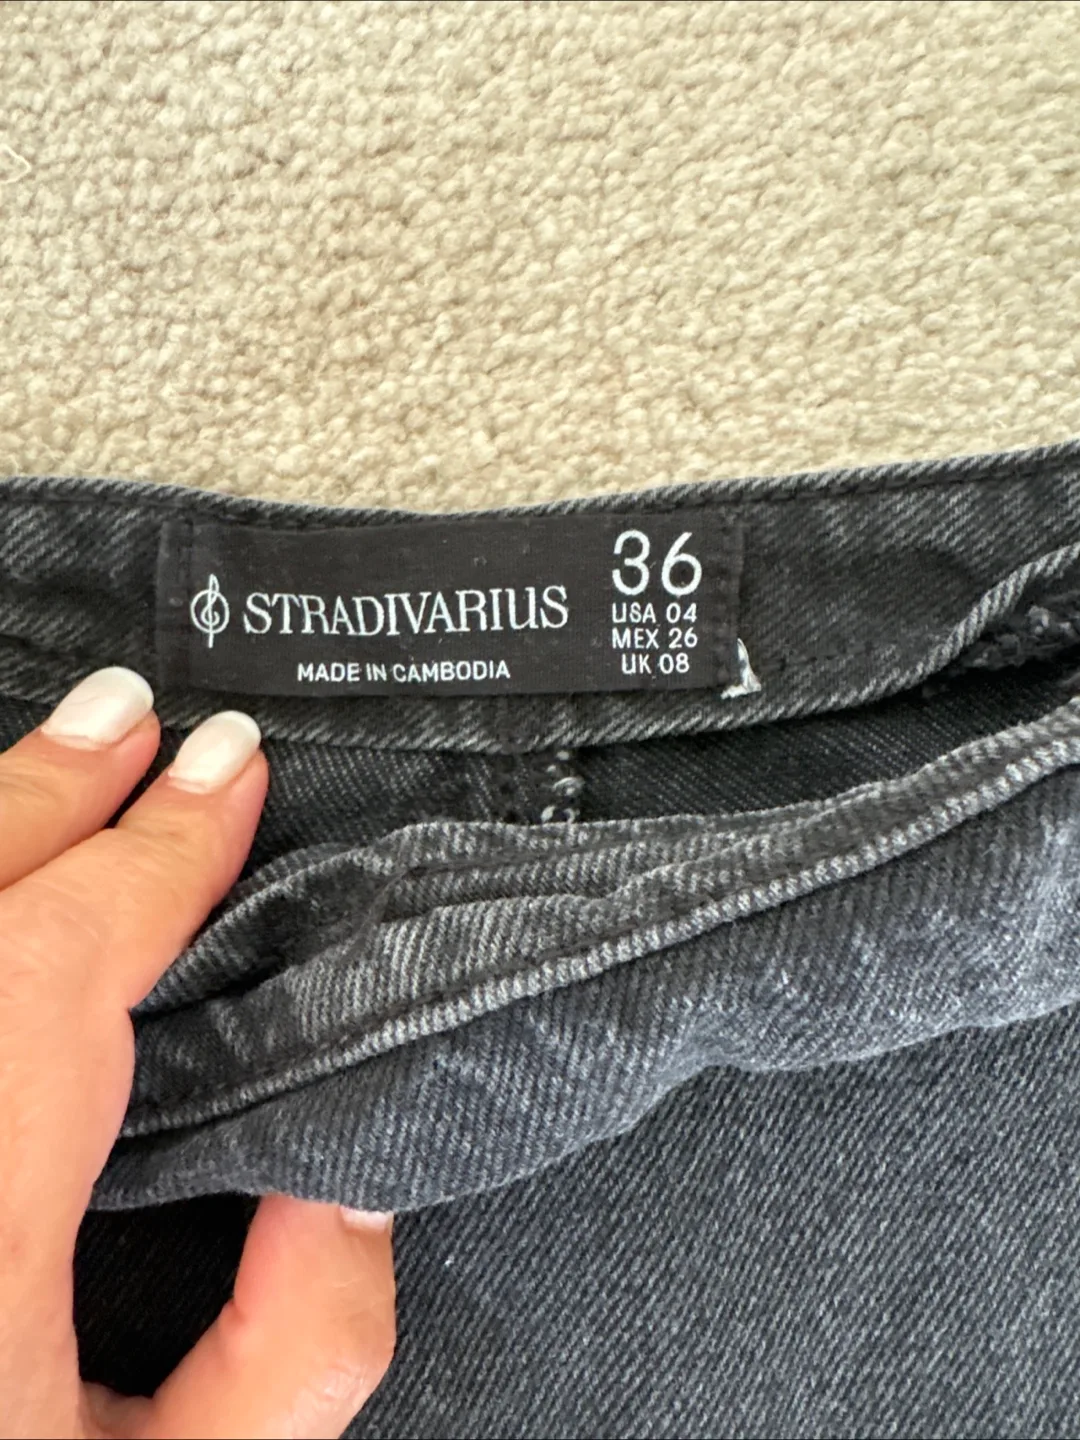 STRADIVARIUS
MADE IN CAMBODIA
36
USA 04
MEX 26
UK 08